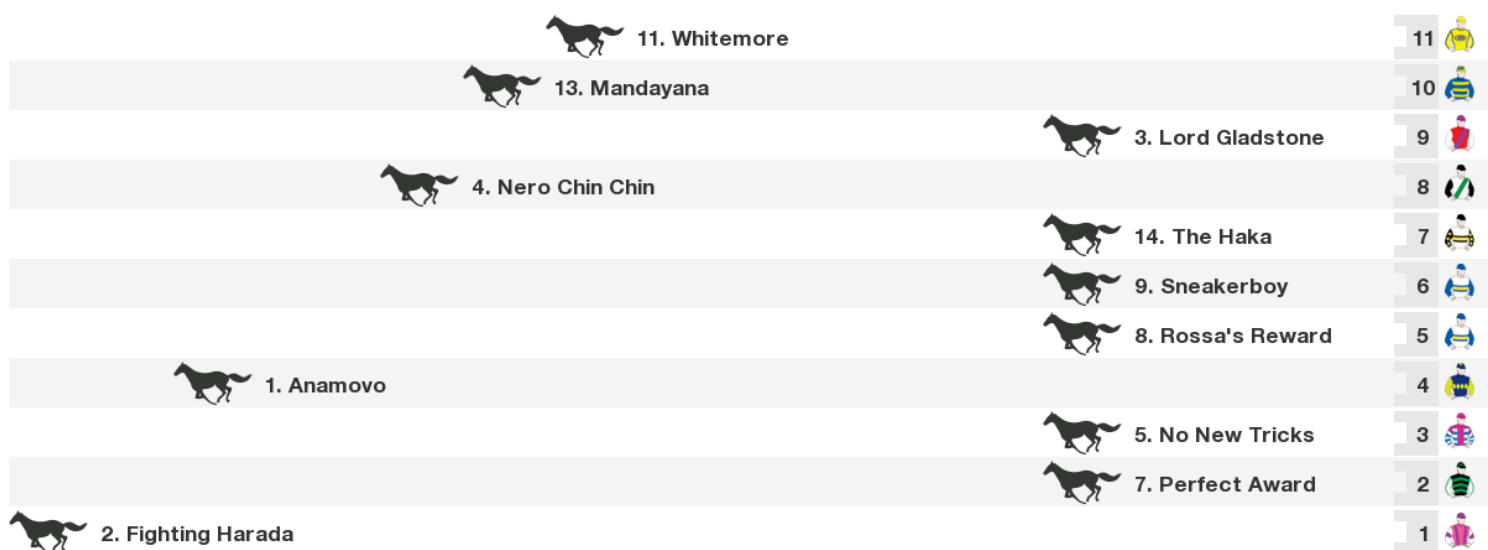 11. Whitemore 11
13. Mandayana 10
3. Lord Gladstone 9
4. Nero Chin Chin 8
14. The Haka 7
9. Sneakerboy 6
8. Rossa's Reward 5
1. Anamovo 4
5. No New Tricks 3
7. Perfect Award 2
2. Fighting Harada 1